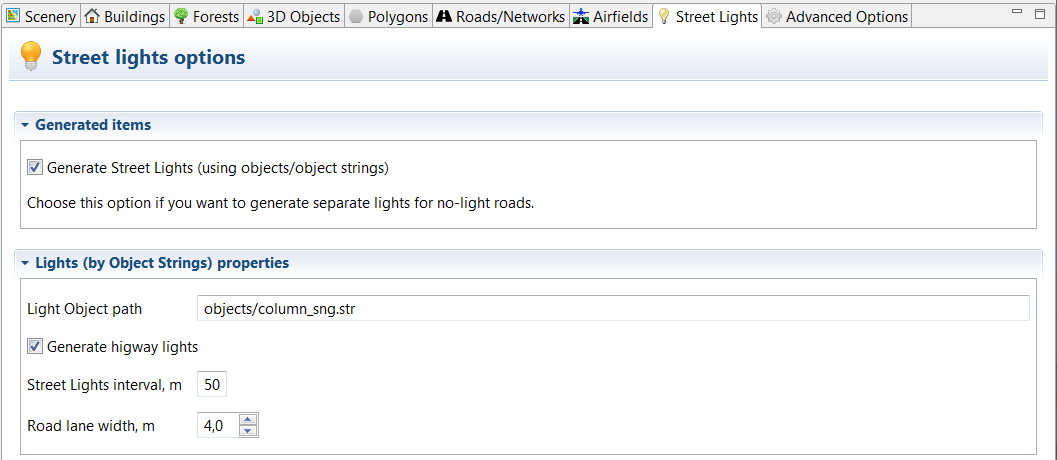 Scenery Buildings Forests 3D Objects Polygons Roads/Networks Airfields Street Lights Advanced Options
Street lights options
Generated items
Generate Street Lights (using objects/object strings)
Choose this option if you want to generate separate lights for no-light roads.
Lights (by Object Strings) properties
Light Object path objects/column_sng.str
Generate higway lights
Street Lights interval, m 50
Road lane width, m 4,0